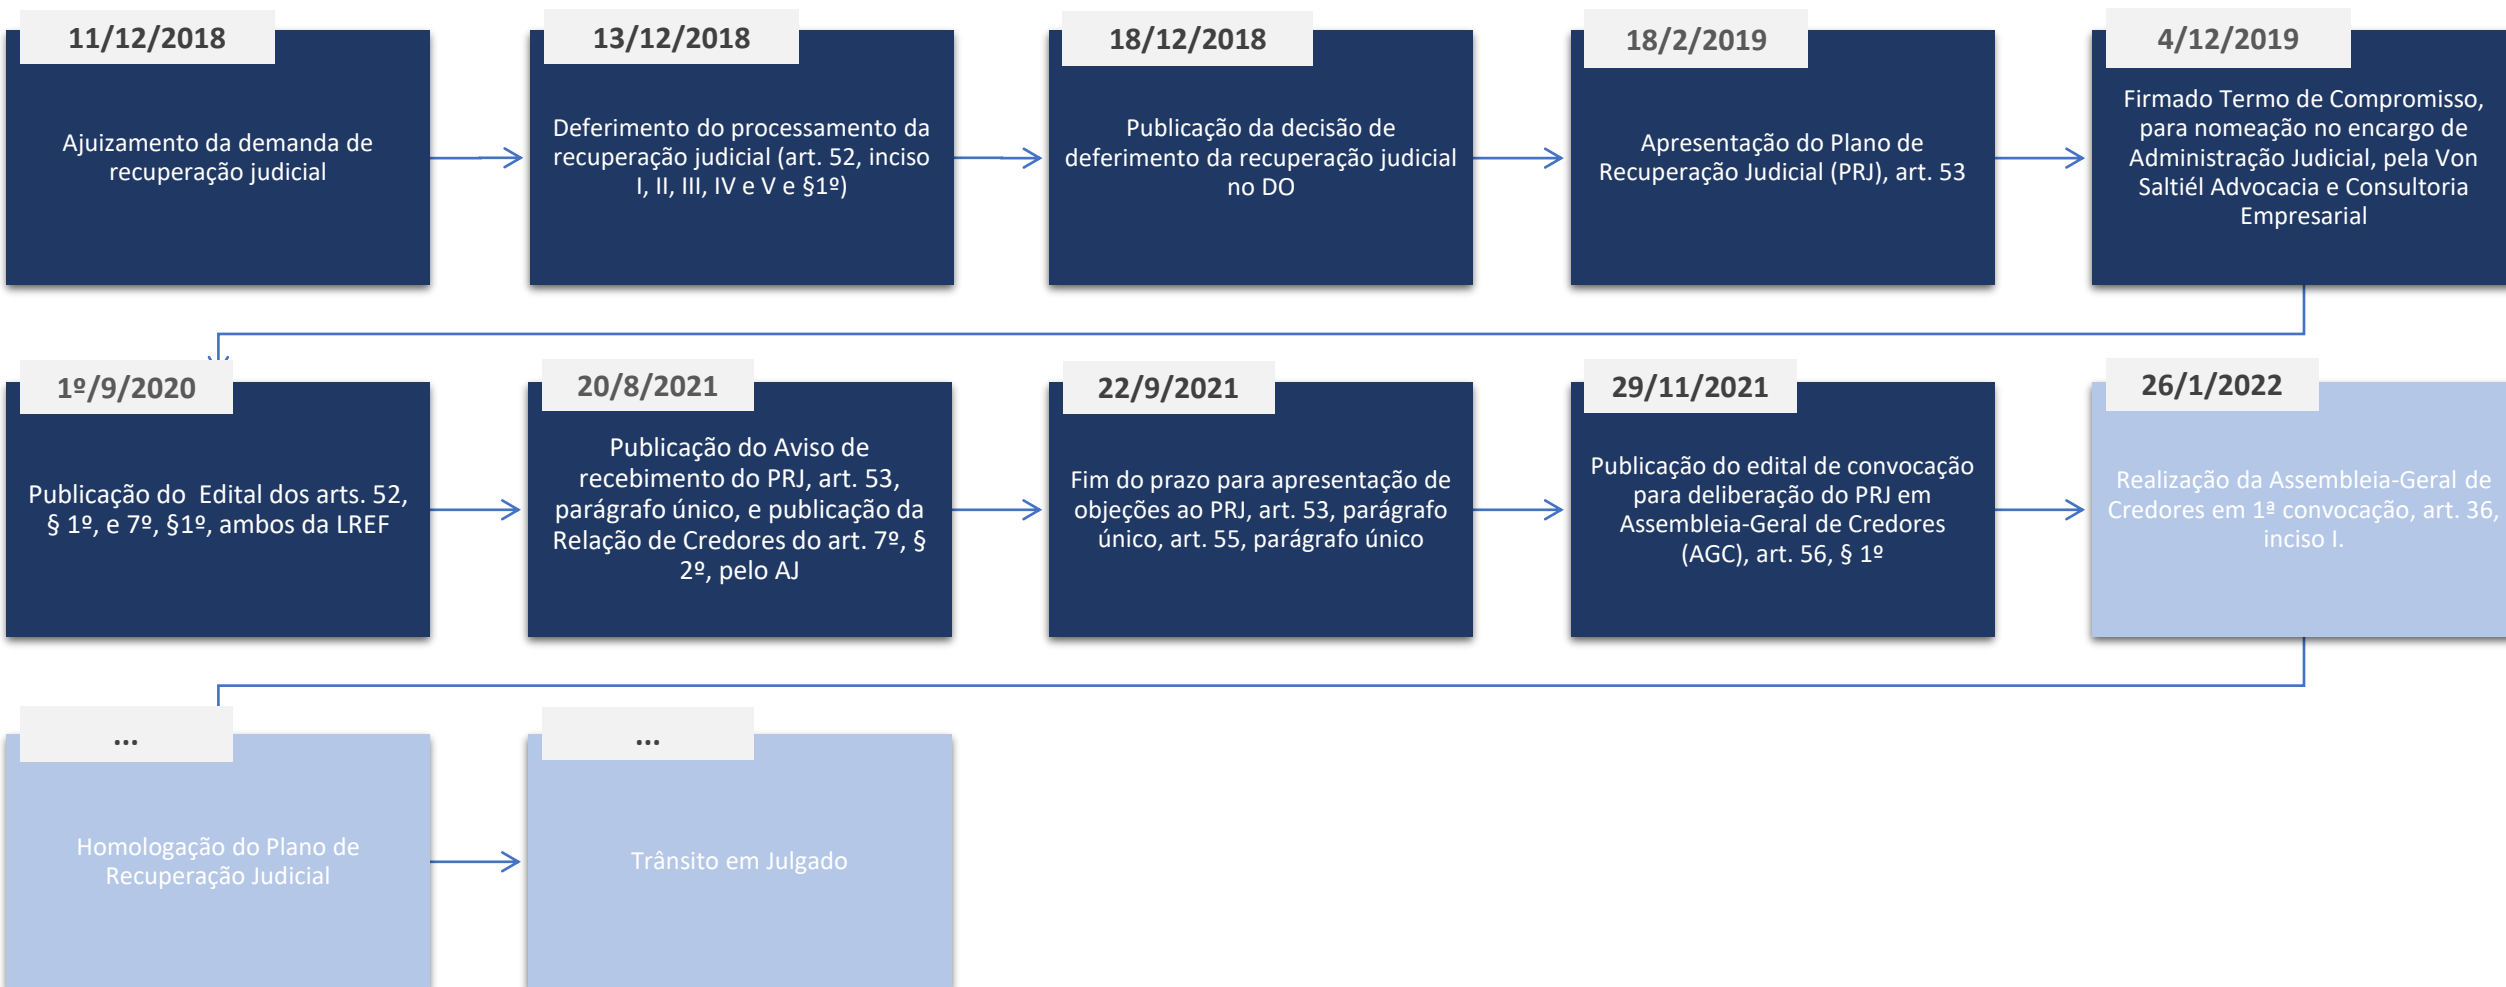 11/12/2018
Ajuizamento da demanda de
recuperação judicial
13/12/2018
Deferimento do processamento da
recuperação judicial (art. 52, inciso
I, II, III, IV e V e §1º)
18/12/2018
Publicação da decisão de
deferimento da recuperação judicial
no DO
18/2/2019
Apresentação do Plano de
Recuperação Judicial (PRJ), art. 53
4/12/2019
Firmado Termo de Compromisso,
para nomeação no encargo de
Administração Judicial, pela Von
Saltiél Advocacia e Consultoria
Empresarial
1º/9/2020
Publicação do Edital dos arts. 52,
§ 1º, e 7º, §1º, ambos da LREF
20/8/2021
Publicação do Aviso de
recebimento do PRJ, art. 53,
parágrafo único, e publicação da
Relação de Credores do art. 7º, §
2º, pelo AJ
22/9/2021
Fim do prazo para apresentação de
objeções ao PRJ, art. 53, parágrafo
único, art. 55, parágrafo único
29/11/2021
Publicação do edital de convocação
para deliberação do PRJ em
Assembleia-Geral de Credores
(AGC), art. 56, § 1º
26/1/2022
Realização da Assembleia-Geral de
Credores em 1ª convocação, art. 36,
inciso I.
...
Homologação do Plano de
Recuperação Judicial
...
Trânsito em Julgado